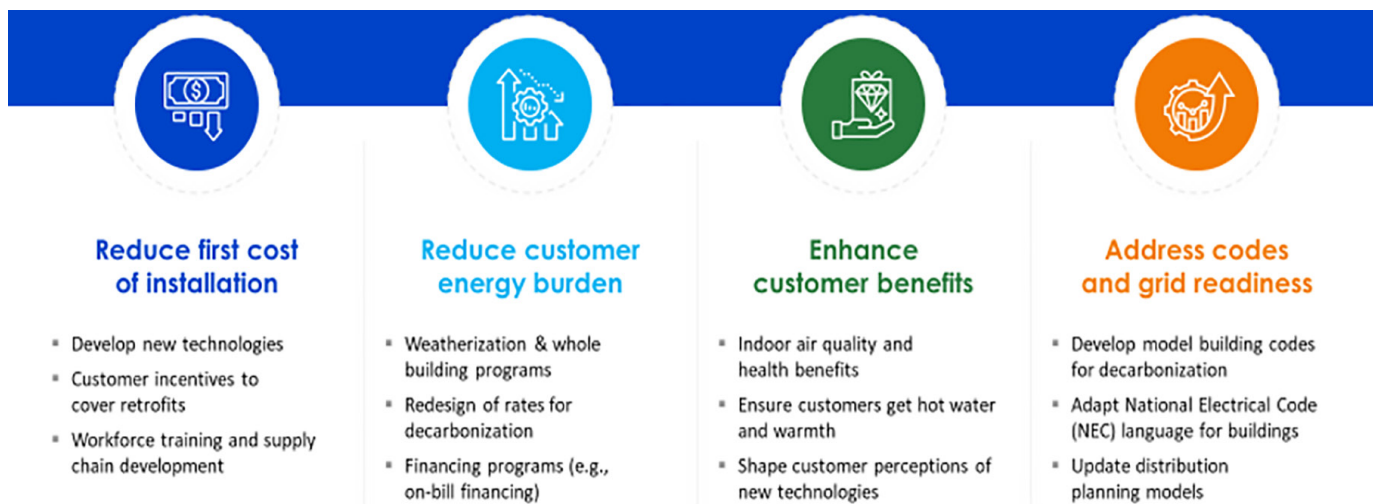 Reduce first cost
of installation
▪ Develop new technologies
▪ Customer incentives to
cover retrofits
▪ Workforce training and supply
chain development
Reduce customer
energy burden
▪ Weatherization & whole
building programs
▪ Redesign of rates for
decarbonization
▪ Financing programs (e.g.,
on-bill financing)
Enhance
customer benefits
▪ Indoor air quality and
health benefits
▪ Ensure customers get hot water
and warmth
▪ Shape customer perceptions of
new technologies
Address codes
and grid readiness
▪ Develop model building codes
for decarbonization
▪ Adapt National Electrical Code
(NEC) language for buildings
▪ Update distribution
planning models